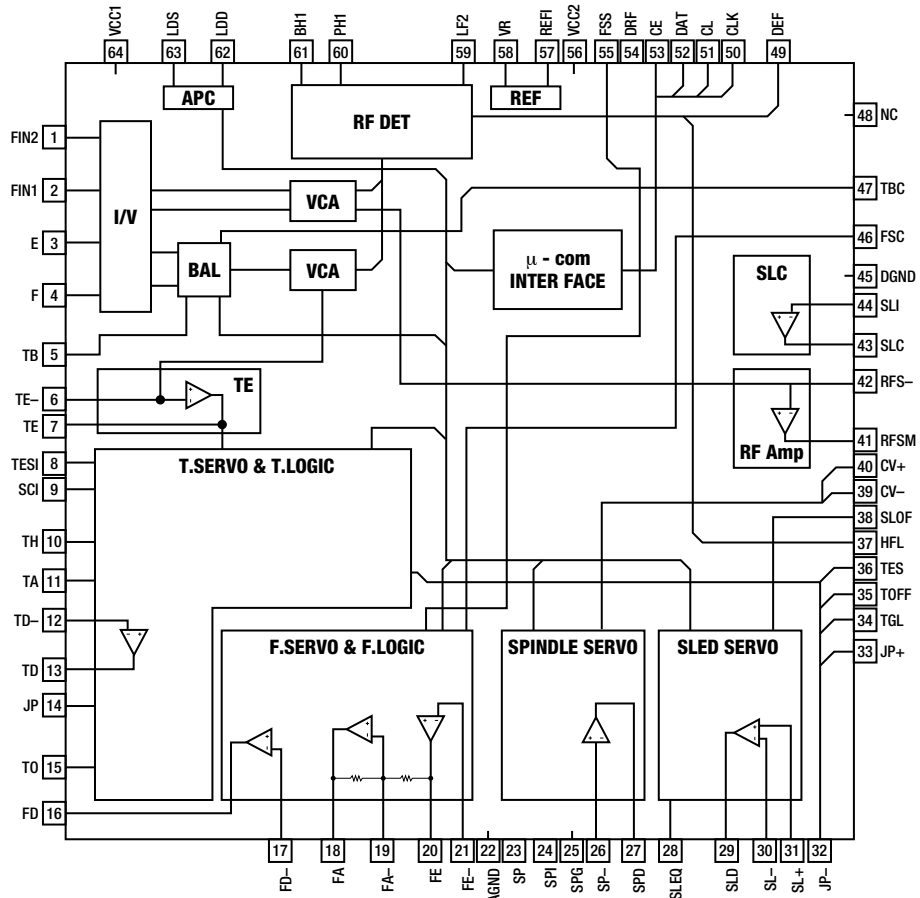 VCC1 LDS LDD BH1 PH1 LF2 VR REFI VCC2 FSS DRF CE DAT CL CLK DEF
64 63 62 61 60 59 58 57 56 55 54 53 52 51 50 49
APC
REF
RF DET
FIN2 1
FIN1 2
E 3
F 4
TB 5
TE- 6
TE 7
TESI 8
SCI 9
TH 10
TA 11
TD- 12
TD 13
JP 14
TO 15
FD 16
I/V
VCA
BAL
VCA
μ - com
INTER FACE
SLC
TE
RF Amp
T.SERVO & T.LOGIC
F.SERVO & F.LOGIC
SPINDLE SERVO
SLED SERVO
48 NC
47 TBC
46 FSC
45 DGND
44 SLI
43 SLC
42 RFS-
41 RFSM
40 CV+
39 CV-
38 SLOF
37 HFL
36 TES
35 TOFF
34 TGL
33 JP+
17 18 19 20 21 22 23 24 25 26 27 28 29 30 31 32
FD- FA FA- FE FE- AGND SP SPI SPG SP- SPD SLEQ SLD SL- SL+ JP-